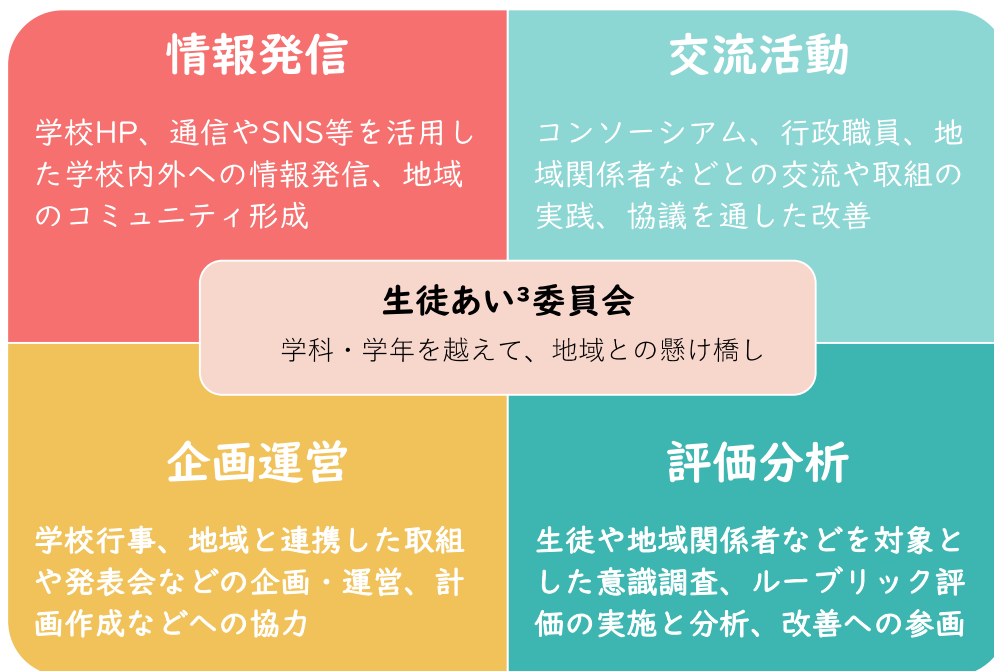 情報発信
学校HP、通信やSNS等を活用し
た学校内外への情報発信、地域
のコミュニティ形成
交流活動
コンソーシアム、行政職員、地
域関係者などとの交流や取組の
実践、協議を通した改善
生徒あい³委員会
学科・学年を越えて、地域との懸け橋し
企画運営
学校行事、地域と連携した取組
や発表会などの企画・運営、計
画作成などへの協力
評価分析
生徒や地域関係者などを対象と
した意識調査、ルーブリック評
価の実施と分析、改善への参画